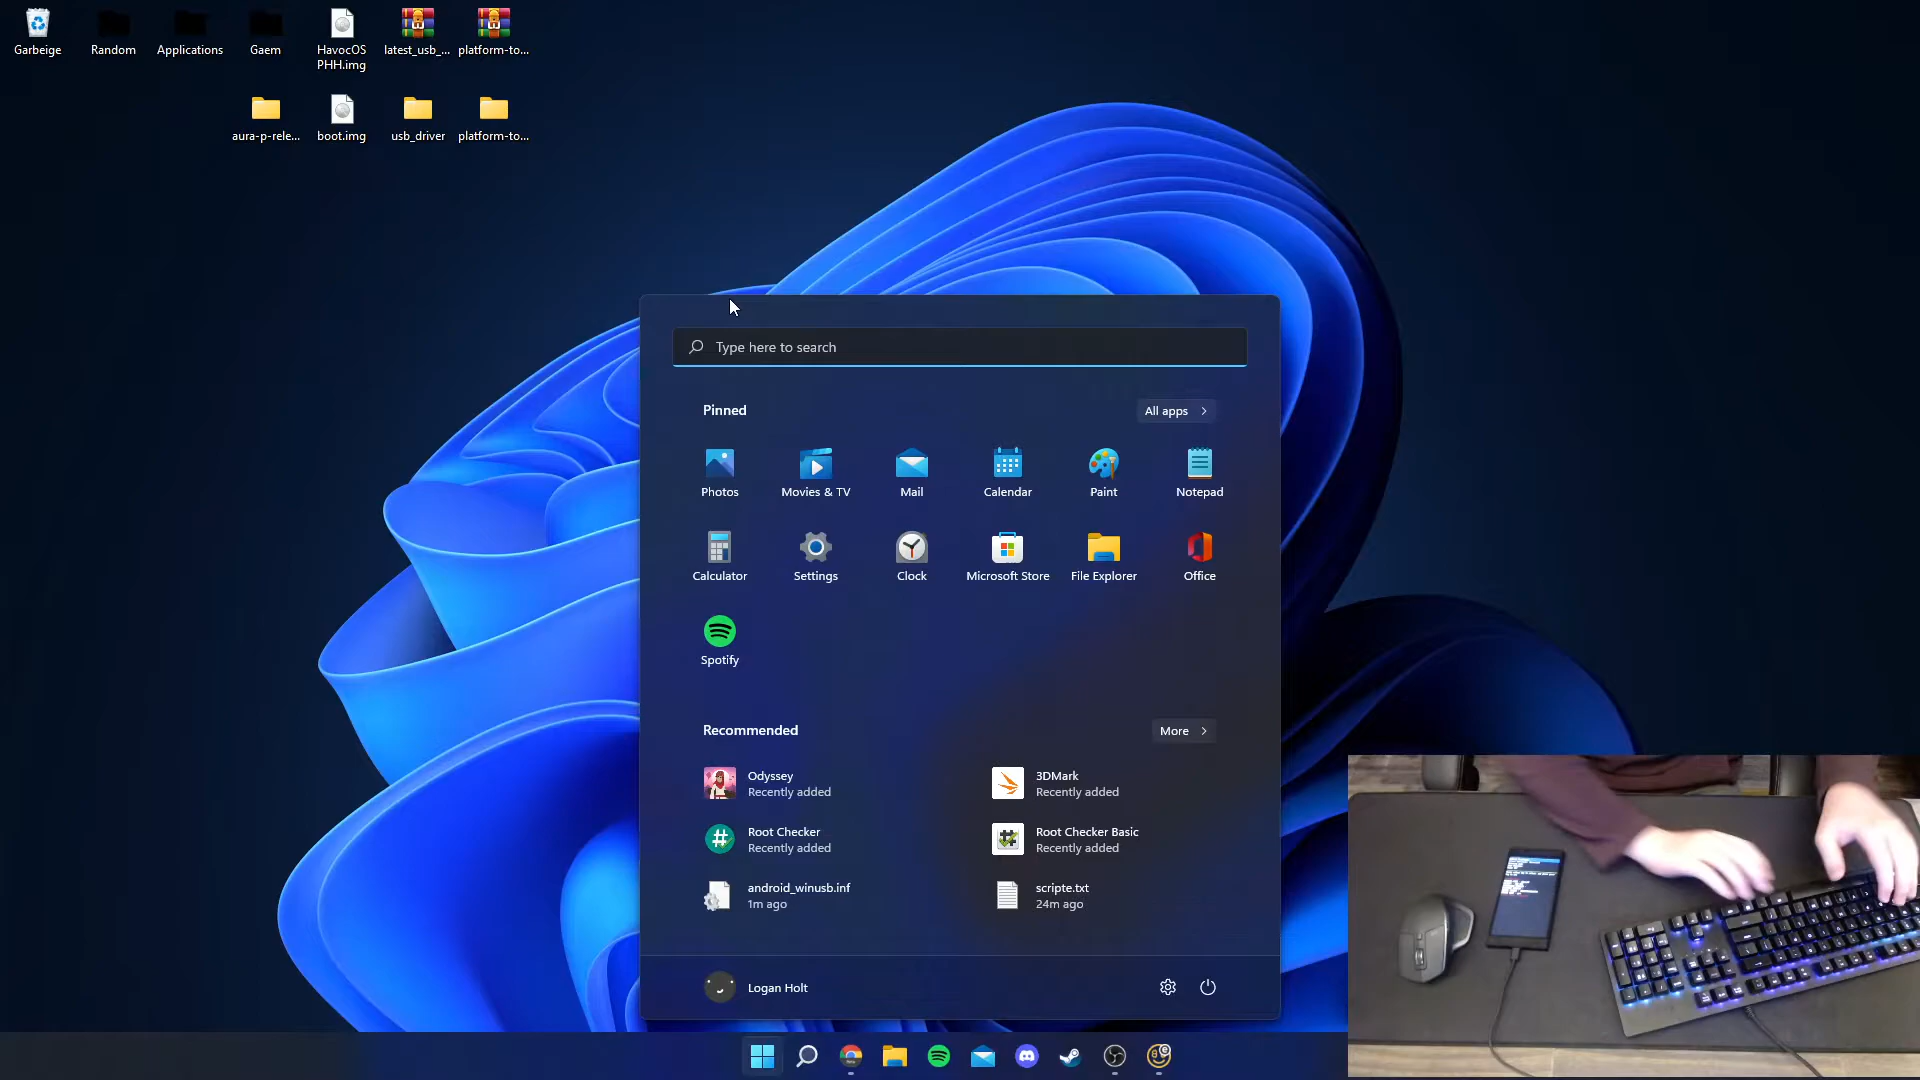 Garbeige
Random
Applications
Gaem
HavocOS
PHH.img
latest_usb_...
platform-to...
aura-p-rele...
boot.img
usb_driver
platform-to...
Type here to search
Pinned
All apps
Photos
Movies & TV
Mail
Calendar
Paint
Notepad
Calculator
Settings
Clock
Microsoft Store
File Explorer
Office
Spotify
Recommended
More
Odyssey
Recently added
3DMark
Recently added
Root Checker
Recently added
Root Checker Basic
Recently added
android_winusb.inf
1m ago
scripte.txt
24m ago
Logan Holt